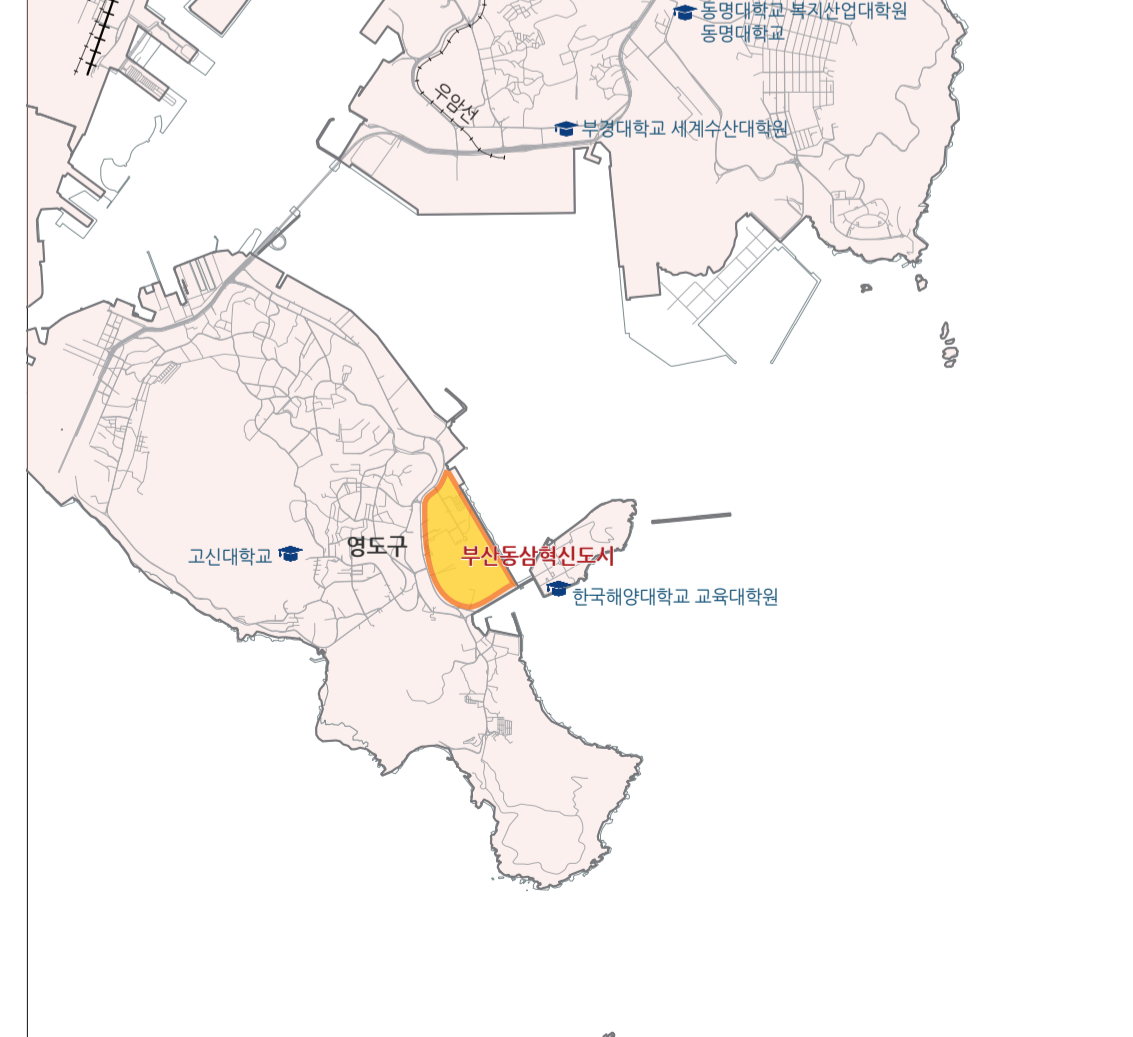 동명대학교 복지산업대학원
동명대학교
우암선
부경대학교 세계수산대학원
영도구
고신대학교
부산동삼혁신도시
한국해양대학교 교육대학원